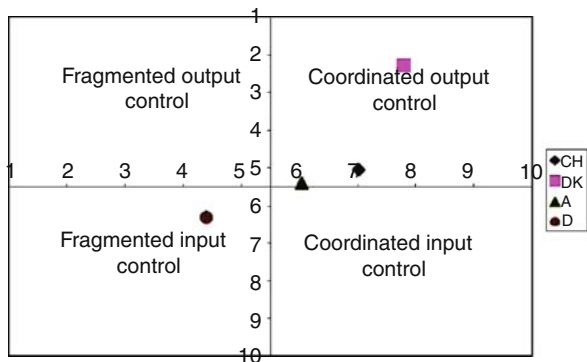 1
2
Fragmented output
control
Coordinated output
control
3
4
1 2 3 4 5 5 6 7 8 9 10
6
Fragmented input
control
Coordinated input
control
7
8
9
10
CH
DK
A
D